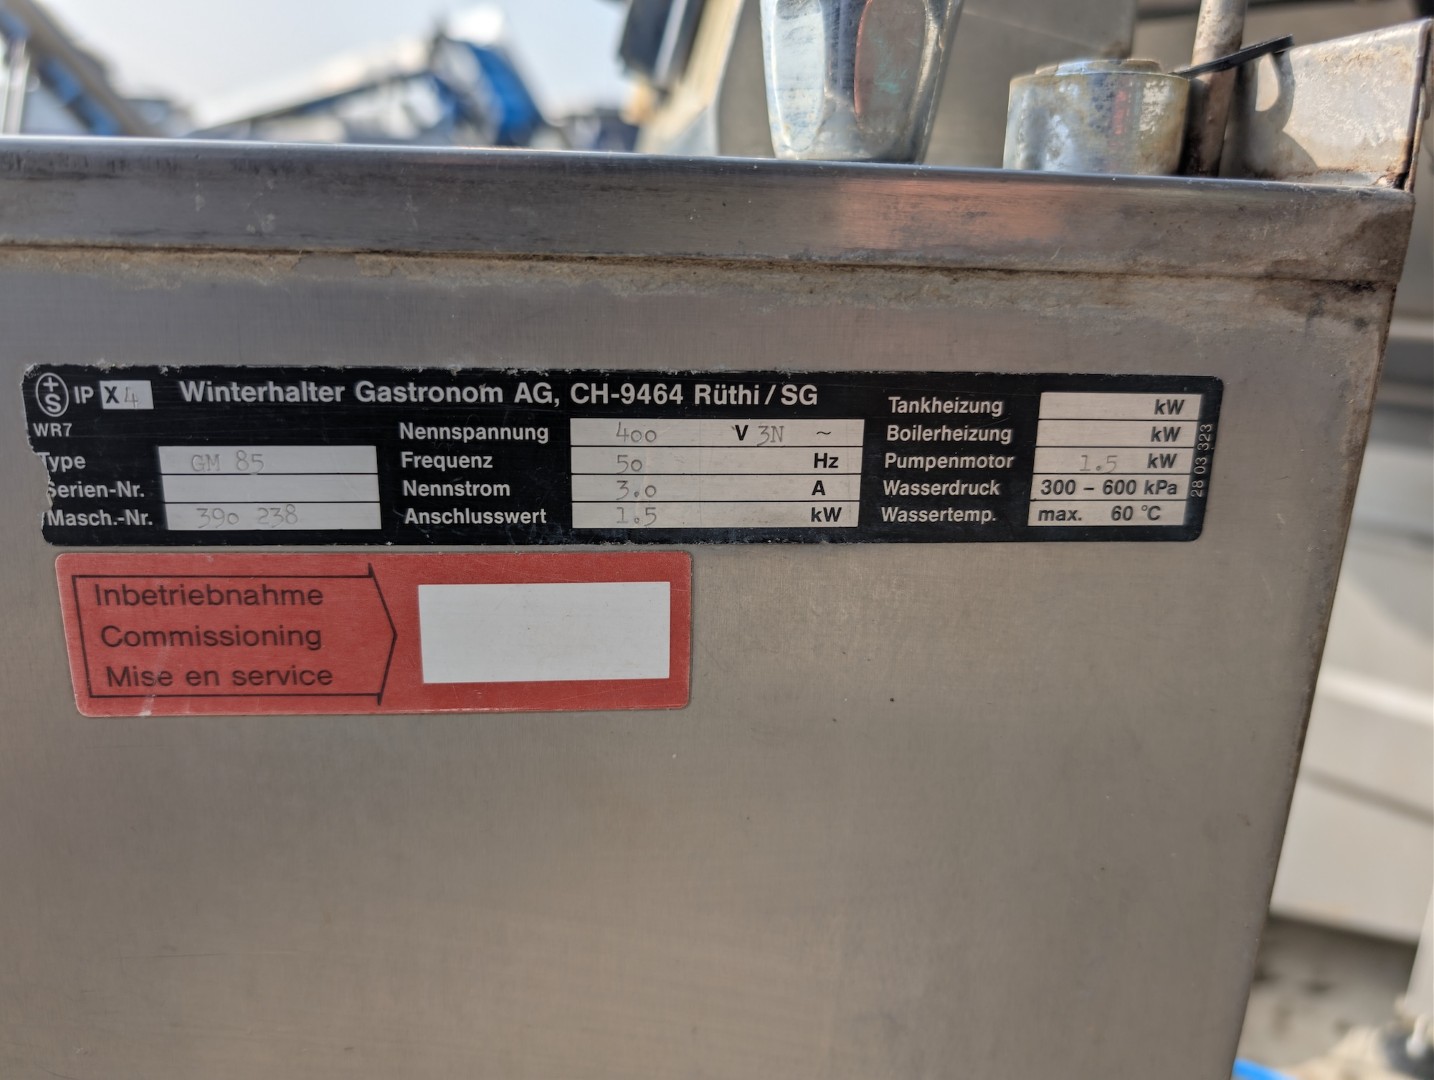 +S IP X4 Winterhalter Gastronom AG, CH-9464 Rüthi / SG
WR7
Type GM 85
Serien-Nr.
Masch.-Nr. 390 238
Nennspannung 400 V 3N ~
Frequenz 50 Hz
Nennstrom 3.0 A
Anschlusswert 1.5 kW
Tankheizung kW
Boilerheizung kW
Pumpenmotor 1.5 kW
Wasserdruck 300 – 600 kPa
Wassertemp. max. 60 °C
28 03 323
Inbetriebnahme
Commissioning
Mise en service